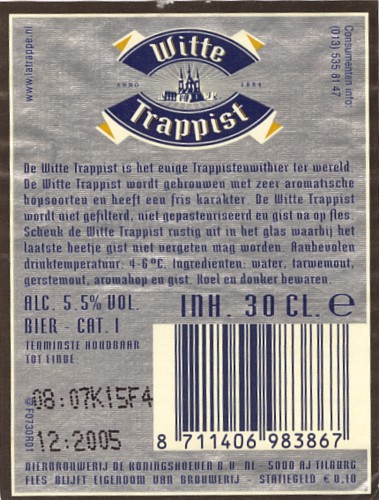 www.latrappe.nl
Witte
ANNO 1884
Trappist
Consumenten info:
(013) 535 81 47
De Witte Trappist is het enige Trappistenwitbier ter wereld.
De Witte Trappist wordt gebrouwen met zeer aromatische
hopsoorten en heeft een fris karakter. De Witte Trappist
wordt niet gefilterd, niet gepasteuriseerd en gist na op fles.
Schenk de Witte Trappist rustig uit in het glas waarbij het
laatste beetje gist niet vergeten mag worden. Aanbevolen
drinktemperatuur: 4-6°C. Ingredienten: water, tarwemout,
gerstemout, aromahop en gist. Koel en donker bewaren.
ALC. 5.5% VOL. INH. 30 CL. e
BIER - CAT. I
TENMINSTE HOUDBAAR
TOT EINDE:
08:07K15F4
12:2005
©F0730R0
8 711406 983867
BIERBROUWERIJ DE KONINGSHOEVEN B.V. NL - 5000 AJ TILBURG
FLES BLIJFT EIGENDOM VAN BROUWERIJ - STATIEGELD € 0,10